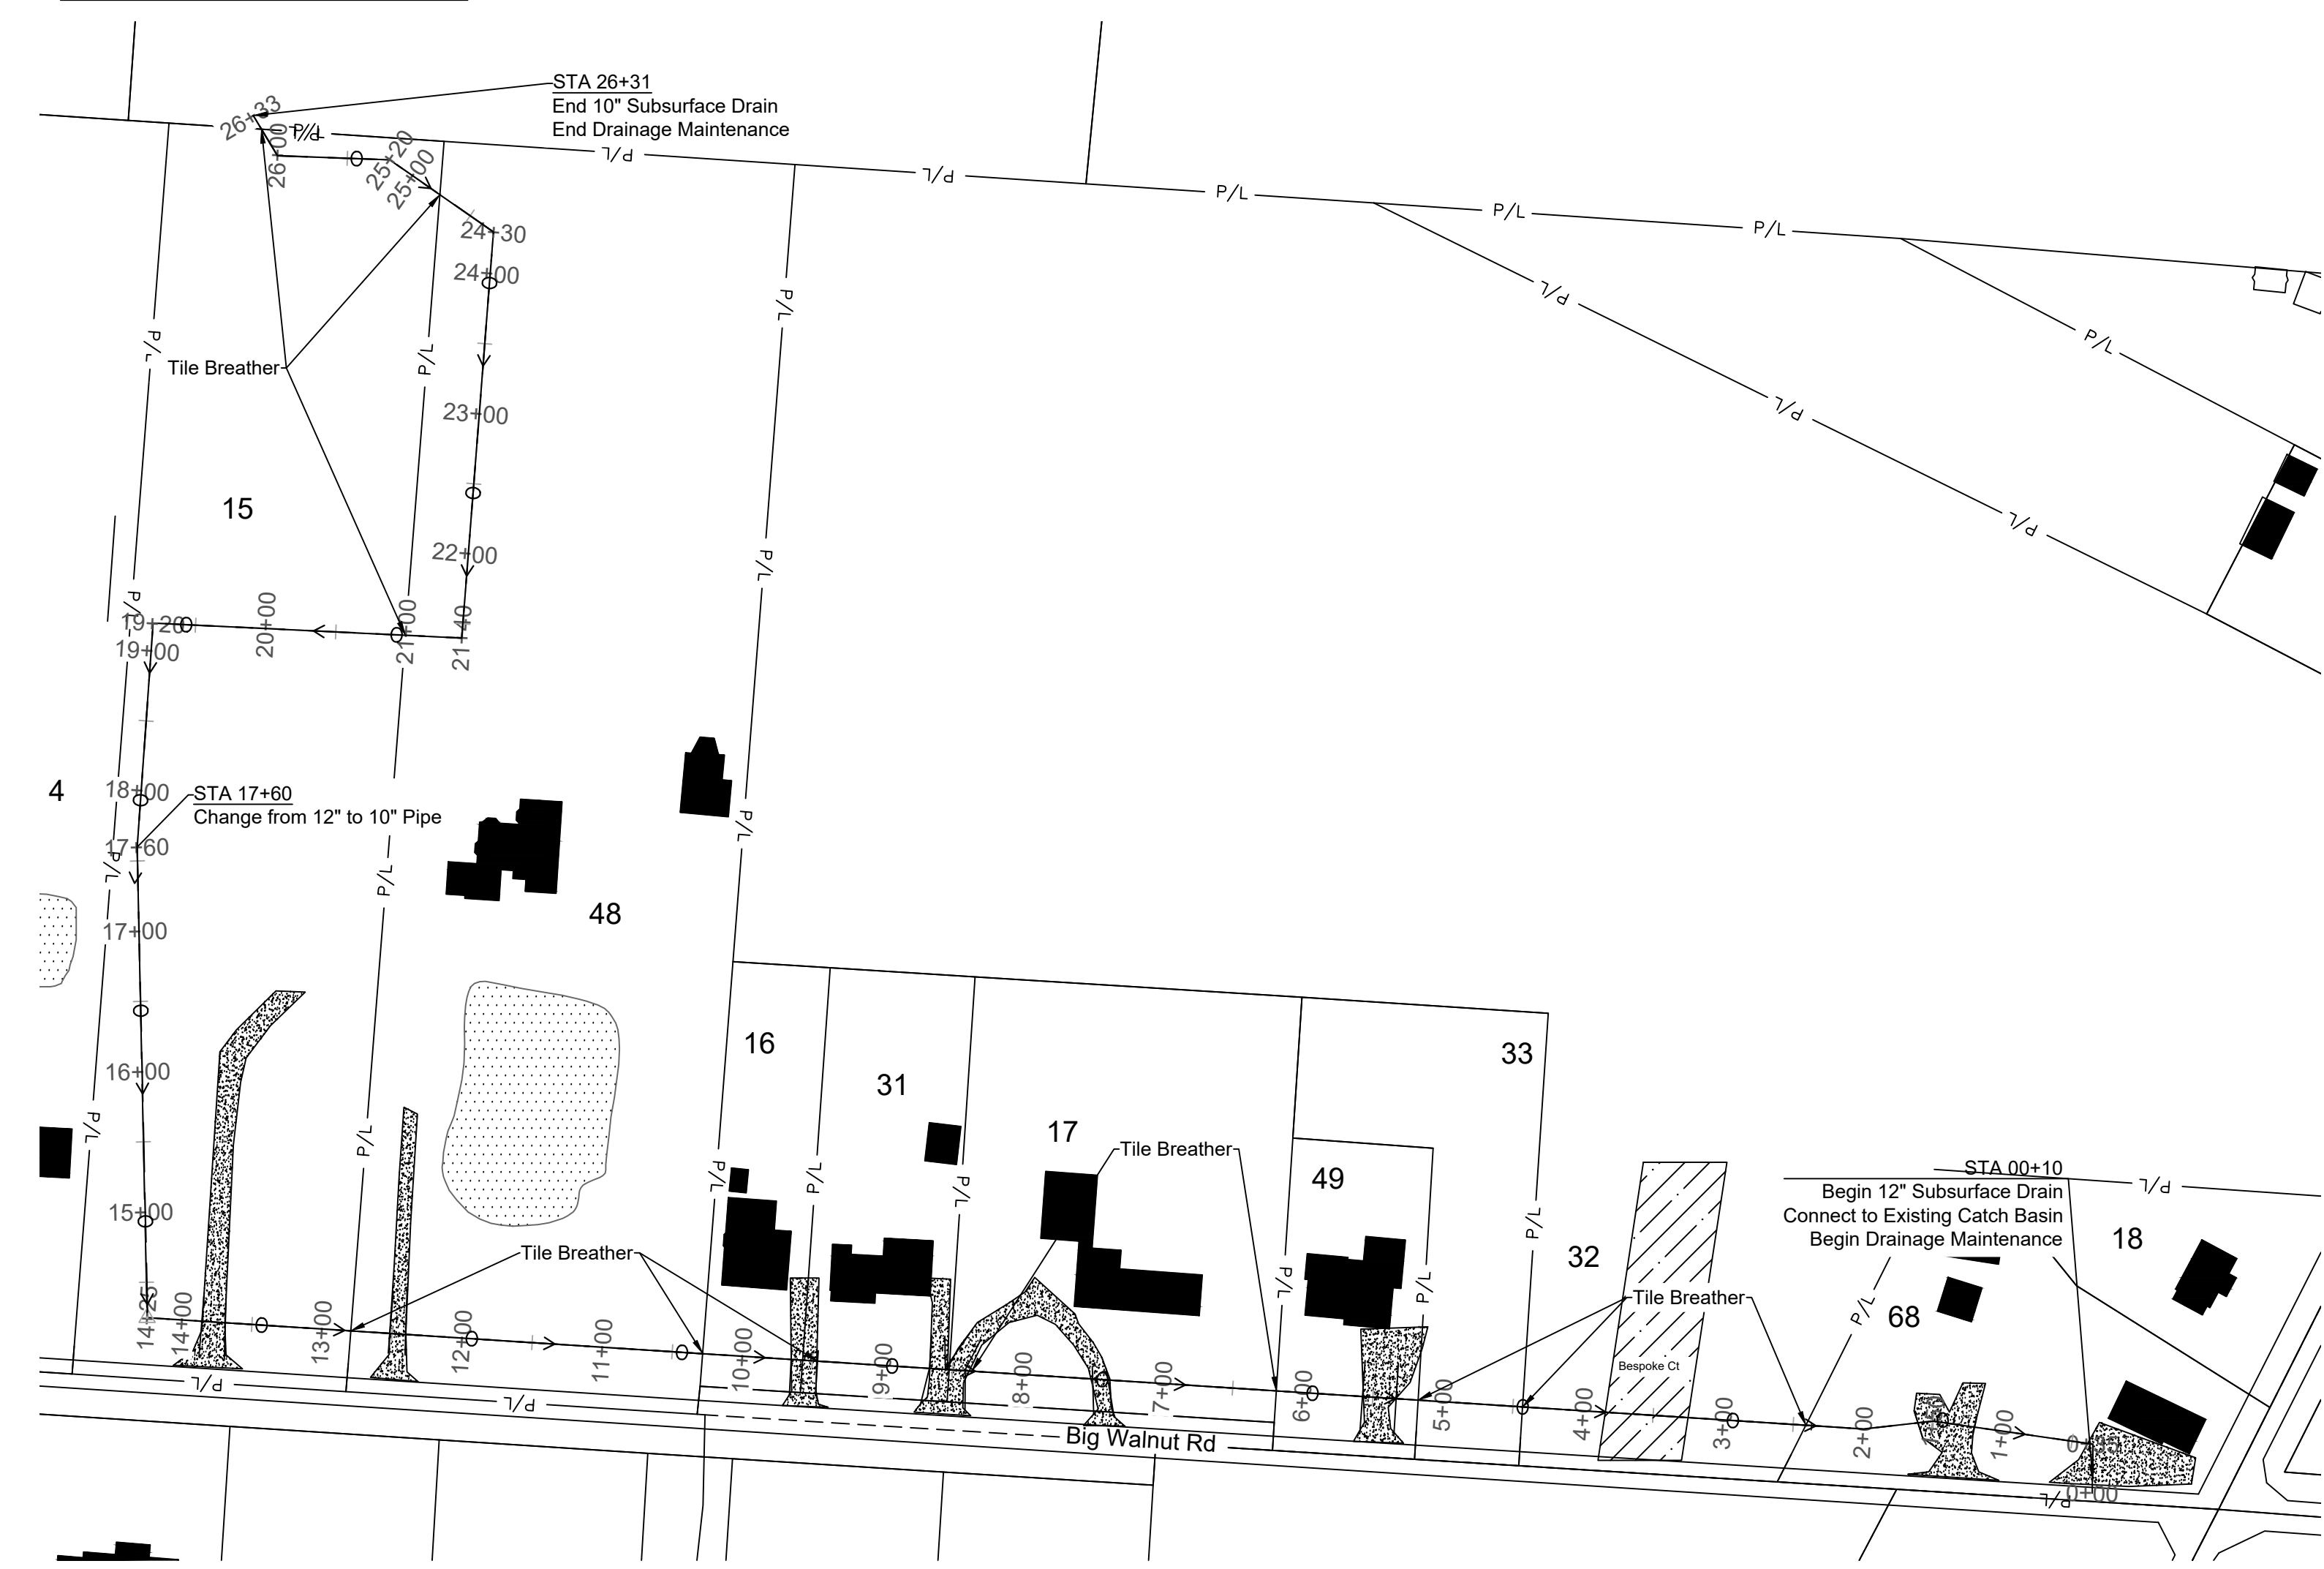 STA 26+31
End 10" Subsurface Drain
End Drainage Maintenance
26+33
P/L
P/L
26+00
25+20
25+00
P/L
P/L
P/L
P/L
P/L
24+30
24+00
P/L
P/L
P/L
P/L
P/L
Tile Breather
23+00
P/L
15
P/L
22+00
P/L
P/L
19+20
20+00
21+00
21+40
19+00
4
18+00
STA 17+60
Change from 12" to 10" Pipe
P/L
17+60
P/L
P/L
48
17+00
16
33
16+00
31
P/L
P/L
17
Tile Breather
STA 00+10
P/L
P/L
P/L
49
P/L
Begin 12" Subsurface Drain
Connect to Existing Catch Basin
Begin Drainage Maintenance
15+00
P/L
32
18
Tile Breather
P/L
P/L
Tile Breather
68
P/L
14+25
14+00
13+00
12+00
11+00
10+00
9+00
8+00
7+00
6+00
5+00
4+00
Bespoke Ct
3+00
2+00
1+00
P/L
P/L
Big Walnut Rd
P/L
0+00